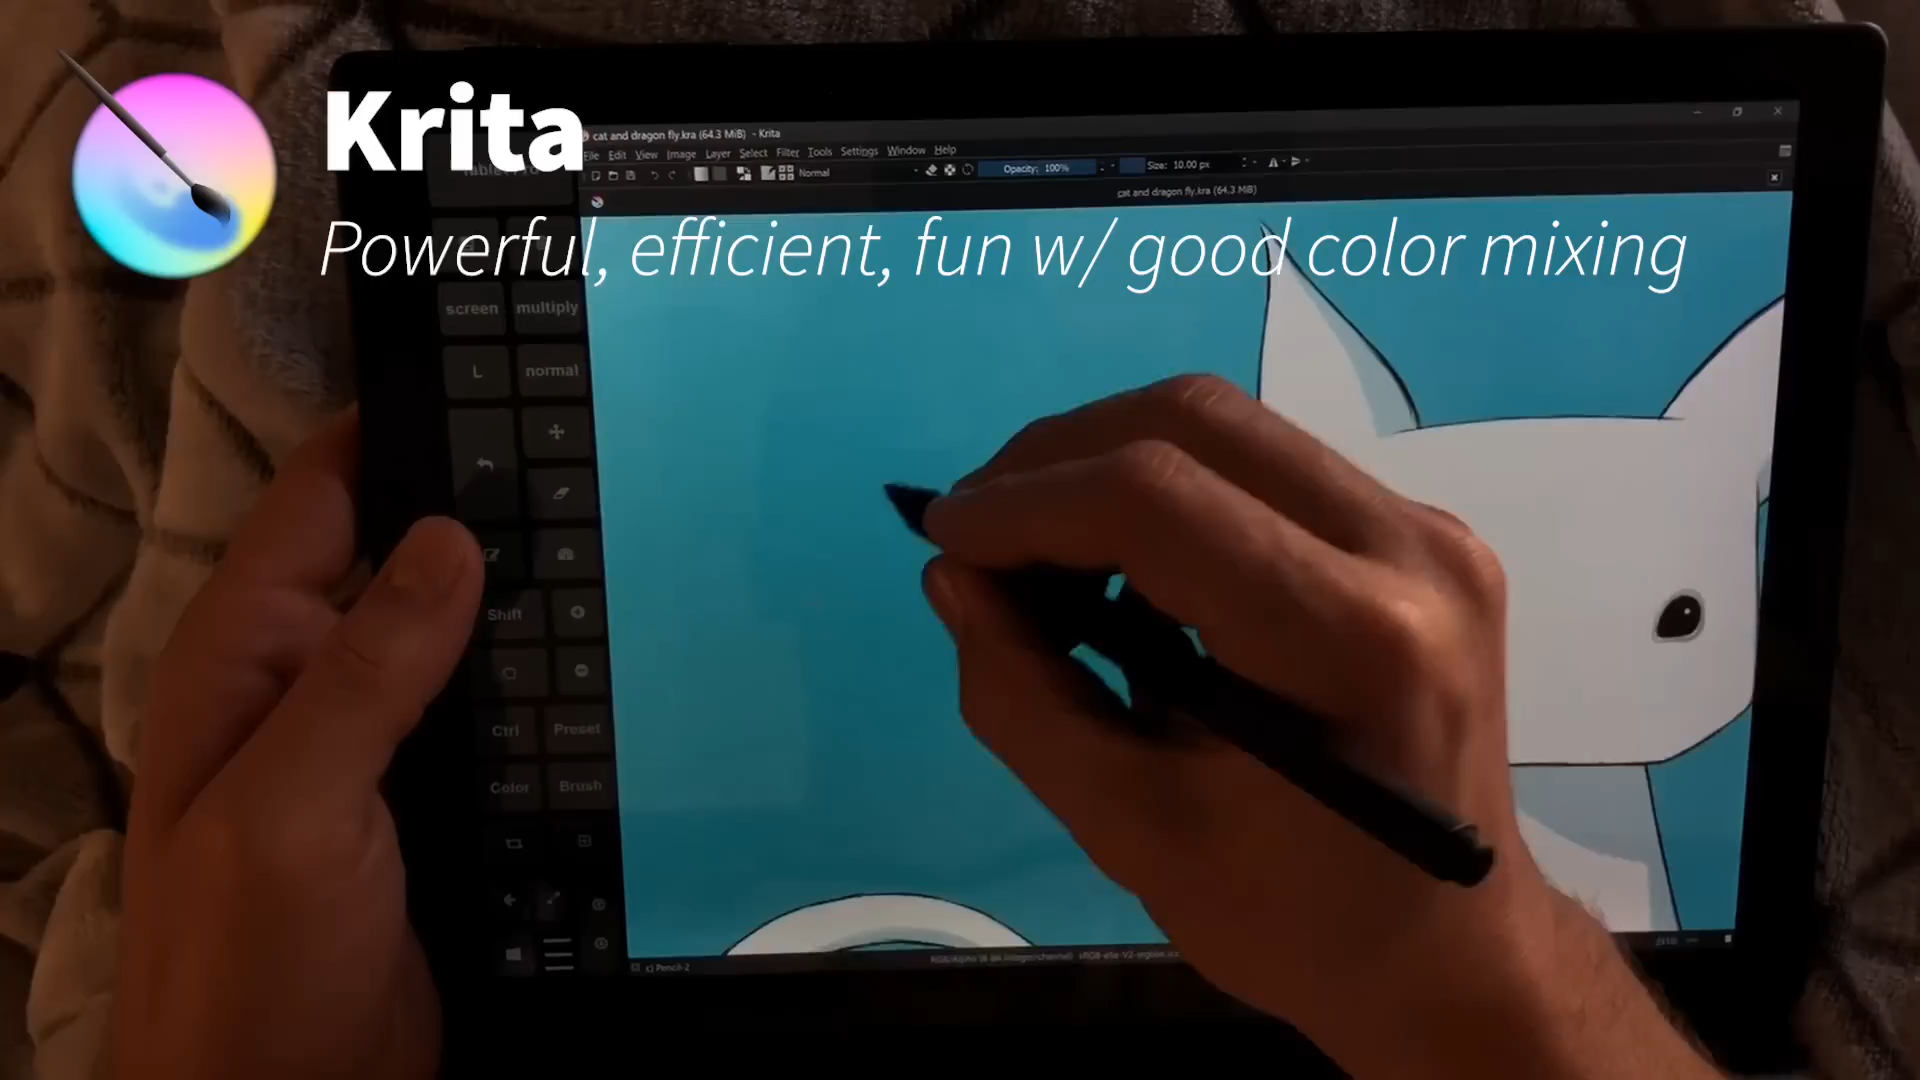 Krita
Powerful, efficient, fun w/ good color mixing
cat and dragon fly.kra (64.3 MiB) - Krita
File Edit View Image Layer Select Filter Tools Settings Window Help
Normal
Opacity: 100%
Size: 10.00 px
cat and dragon fly.kra (64.3 MiB)
screen multiply
L normal
Shift
Ctrl Preset
Color Brush
c) Pencil-2